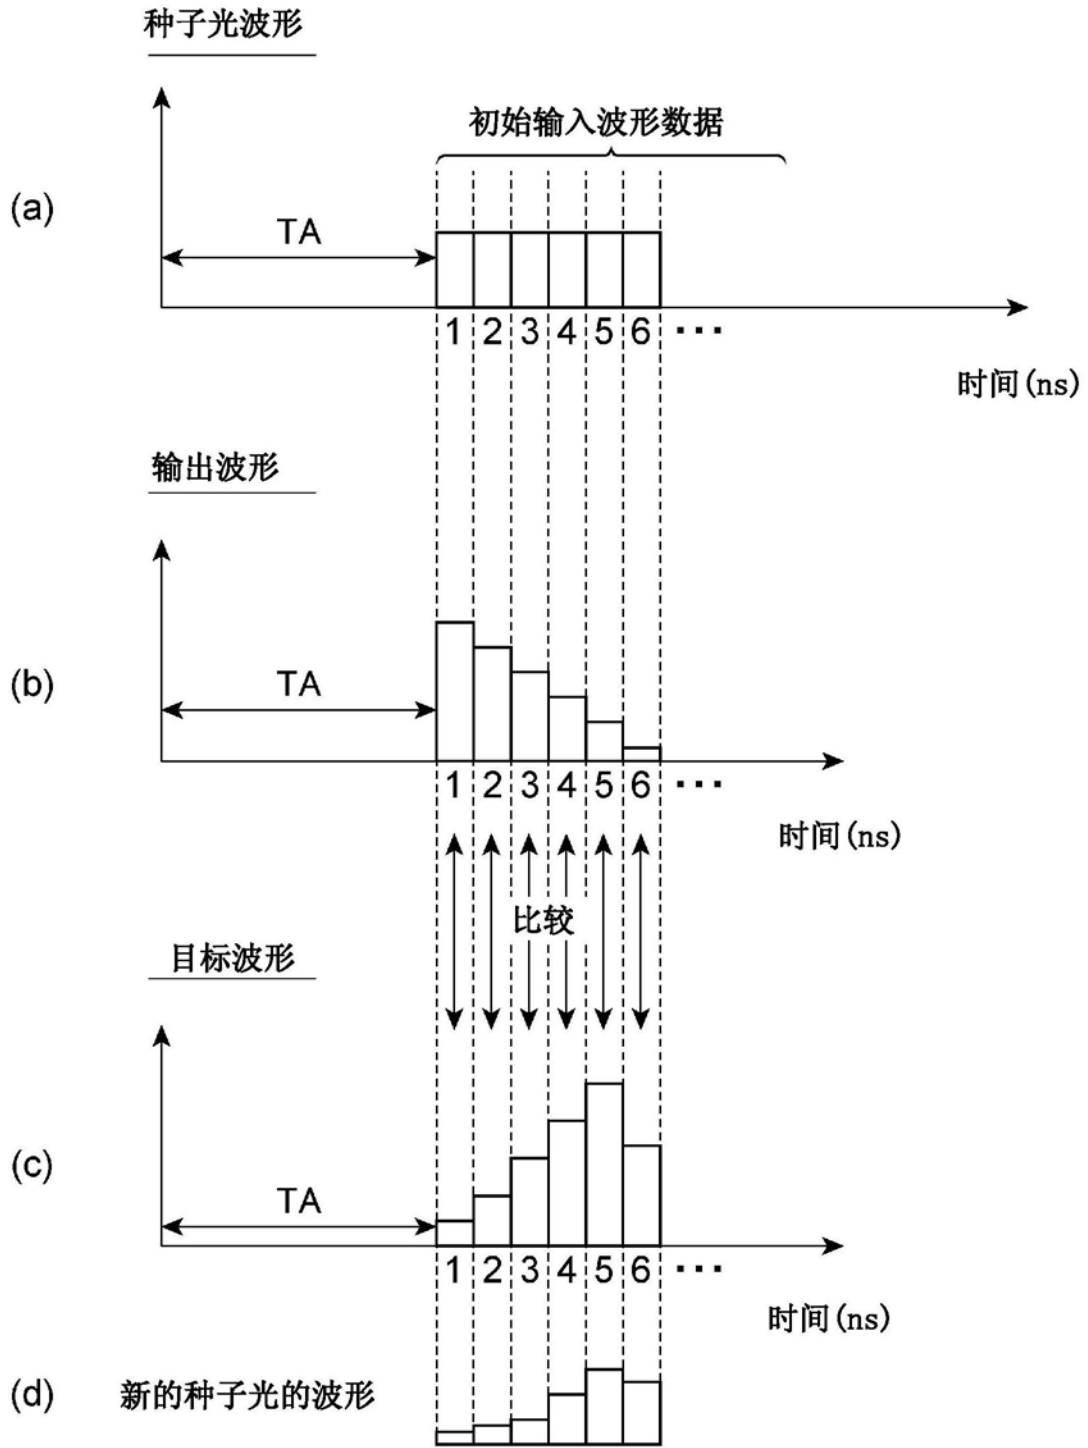 种子光波形
初始输入波形数据
(a)
TA
1 2 3 4 5 6 ···
时间(ns)
输出波形
(b)
TA
1 2 3 4 5 6 ···
时间(ns)
比较
目标波形
(c)
TA
1 2 3 4 5 6 ···
时间(ns)
(d) 新的种子光的波形